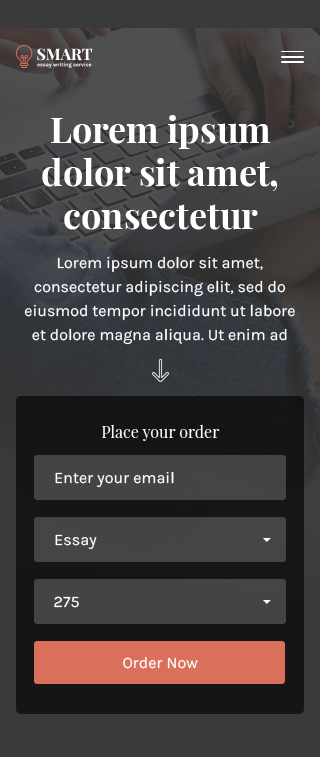 SMART
essay writing service
Lorem ipsum
dolor sit amet,
consectetur
Lorem ipsum dolor sit amet,
consectetur adipiscing elit, sed do
eiusmod tempor incididunt ut labore
et dolore magna aliqua. Ut enim ad
Place your order
Enter your email
Essay
275
Order Now